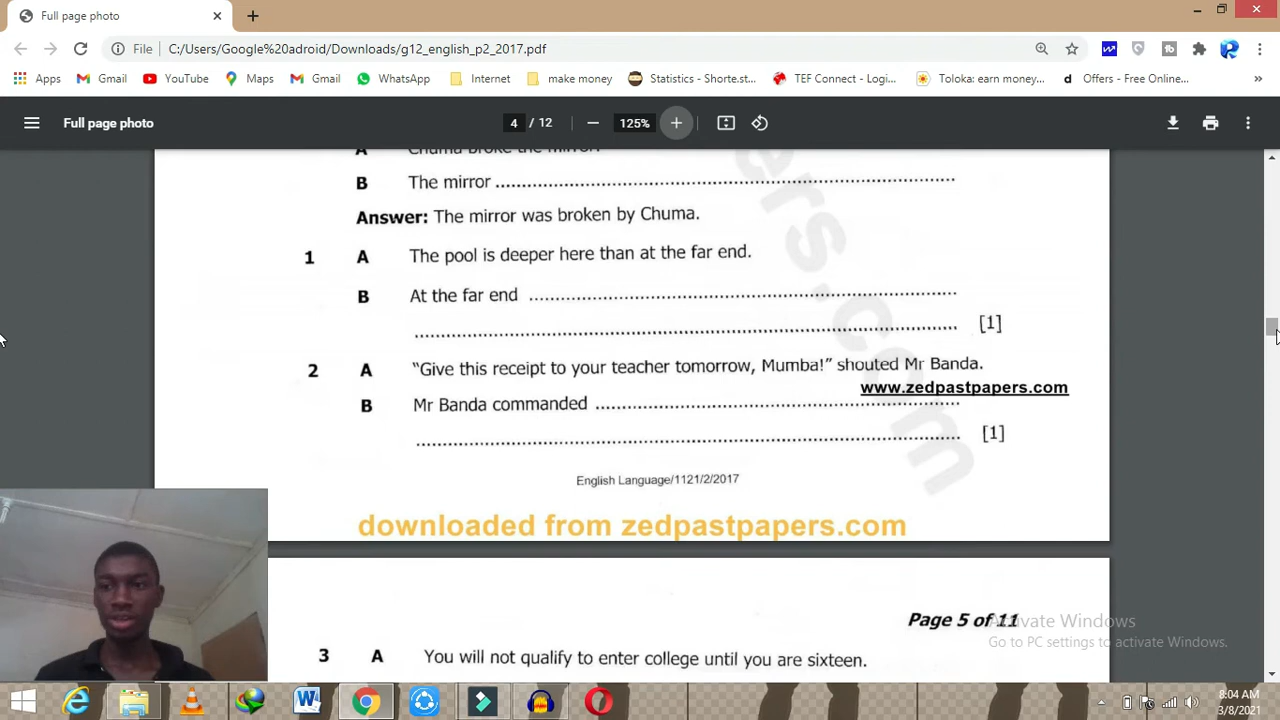 Full page photo
File C:/Users/Google%20adroid/Downloads/g12_english_p2_2017.pdf
Apps Gmail YouTube Maps Gmail WhatsApp Internet make money Statistics - Shorte.st... TEF Connect - Logi... Toloka: earn money... d Offers - Free Online... »
Full page photo 4 / 12 125%
A Chuma broke the mirror.
B The mirror ..........
Answer: The mirror was broken by Chuma.
1 A The pool is deeper here than at the far end.
B At the far end ..........
.......... [1]
2 A “Give this receipt to your teacher tomorrow, Mumba!” shouted Mr Banda.
www.zedpastpapers.com
B Mr Banda commanded ..........
.......... [1]
English Language/1121/2/2017
downloaded from zedpastpapers.com
Page 5 of 11
Activate Windows
Go to PC settings to activate Windows.
3 A You will not qualify to enter college until you are sixteen.
8:04 AM
3/8/2021